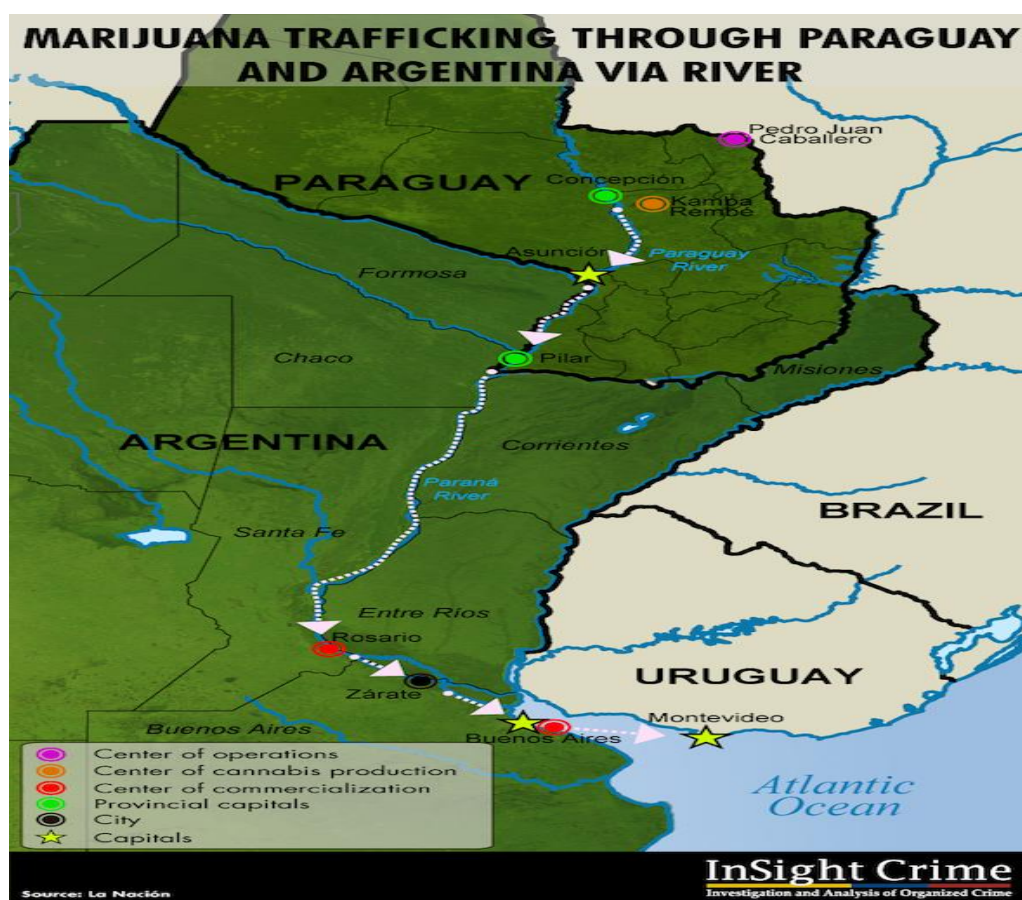 MARIJUANA TRAFFICKING THROUGH PARAGUAY
AND ARGENTINA VIA RIVER
Pedro Juan
Caballero
PARAGUAY
Concepción
Kampa
Rembé
Asunción
Paraguay
River
Formosa
Pilar
Chaco
Misiones
ARGENTINA
Corrientes
Paraná
River
BRAZIL
Santa Fe
Entre Ríos
Rosario
URUGUAY
Zárate
Montevideo
Buenos Aires
Buenos Aires
Center of operations
Center of cannabis production
Center of commercialization
Provincial capitals
City
Capitals
Atlantic
Ocean
InSight Crime
Investigation and Analysis of Organized Crime
Source: La Nación